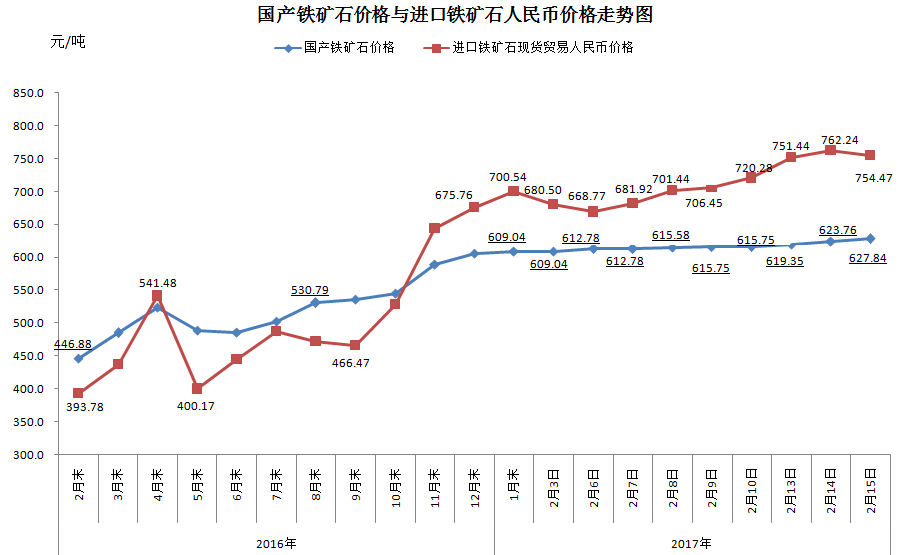 国产铁矿石价格与进口铁矿石人民币价格走势图
元/吨
国产铁矿石价格 进口铁矿石现货贸易人民币价格
850.0
800.0
750.0
700.0
650.0
600.0
550.0
500.0
450.0
400.0
350.0
300.0
446.88
530.79
609.04
609.04
612.78
612.78
615.58
615.75
615.75
619.35
623.76
627.84
393.78
541.48
400.17
466.47
675.76
700.54
680.50
668.77
681.92
701.44
706.45
720.28
751.44
762.24
754.47
2月末
3月末
4月末
5月末
6月末
7月末
8月末
9月末
10月末
11月末
12月末
1月末
2月3日
2月6日
2月7日
2月8日
2月9日
2月10日
2月13日
2月14日
2月15日
2016年 2017年